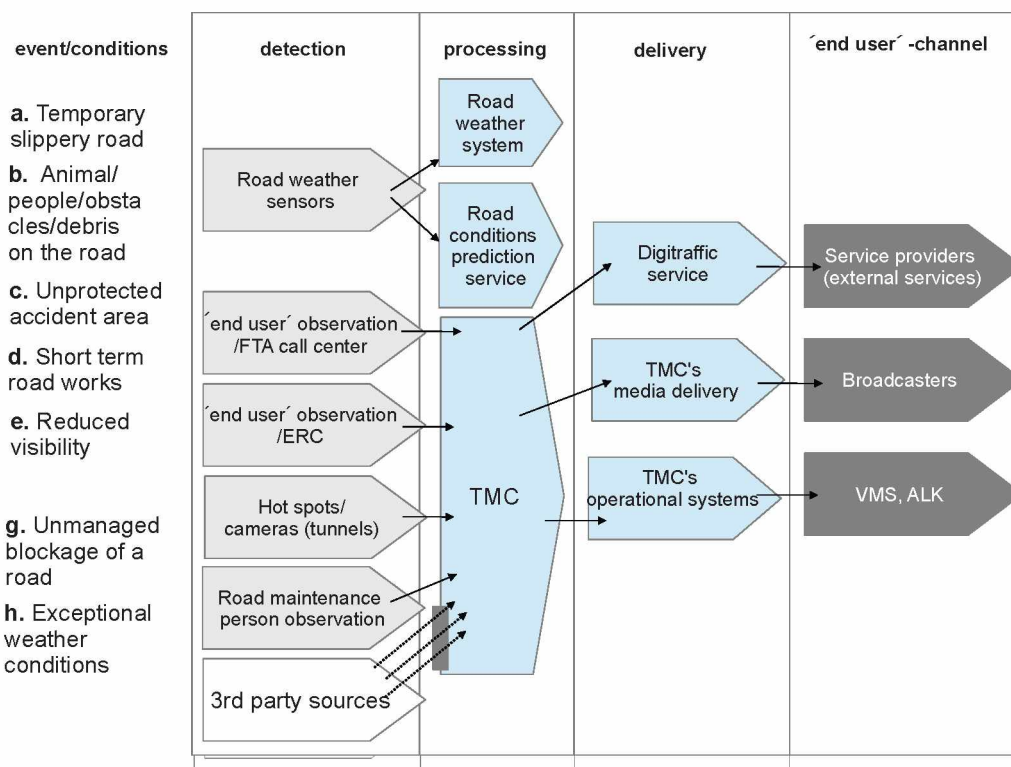 event/conditions
detection
processing
delivery
´end user´ -channel
a. Temporary
slippery road
b. Animal/
people/obsta
cles/debris
on the road
c. Unprotected
accident area
d. Short term
road works
e. Reduced
visibility
g. Unmanaged
blockage of a
road
h. Exceptional
weather
conditions
Road weather
sensors
´end user´ observation
/FTA call center
´end user´ observation
/ERC
Hot spots/
cameras (tunnels)
Road maintenance
person observation
3rd party sources
Road
weather
system
Road
conditions
prediction
service
TMC
Digitraffic
service
TMC's
media delivery
TMC's
operational systems
Service providers
(external services)
Broadcasters
VMS, ALK